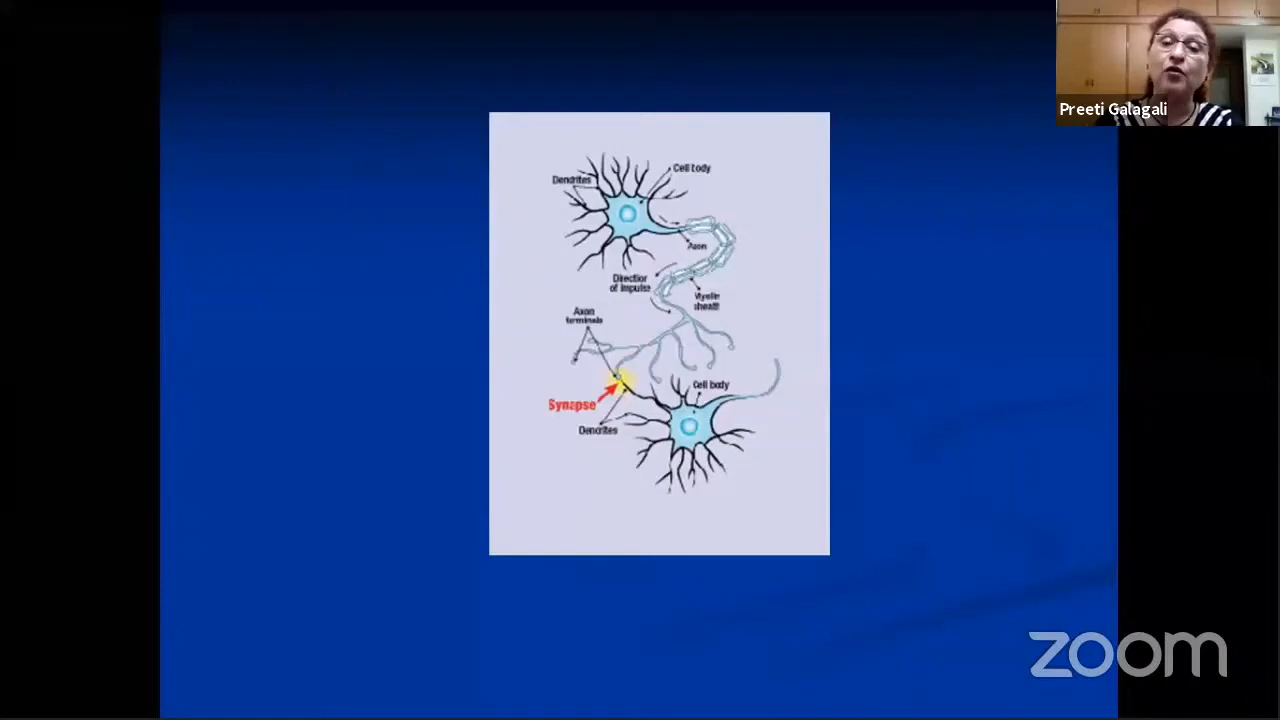 Preeti Galagali
Cell body
Dendrites
Axon
Direction
of impulse
Myelin
sheath
Axon
terminals
Cell body
Synapse
Dendrites
zoom